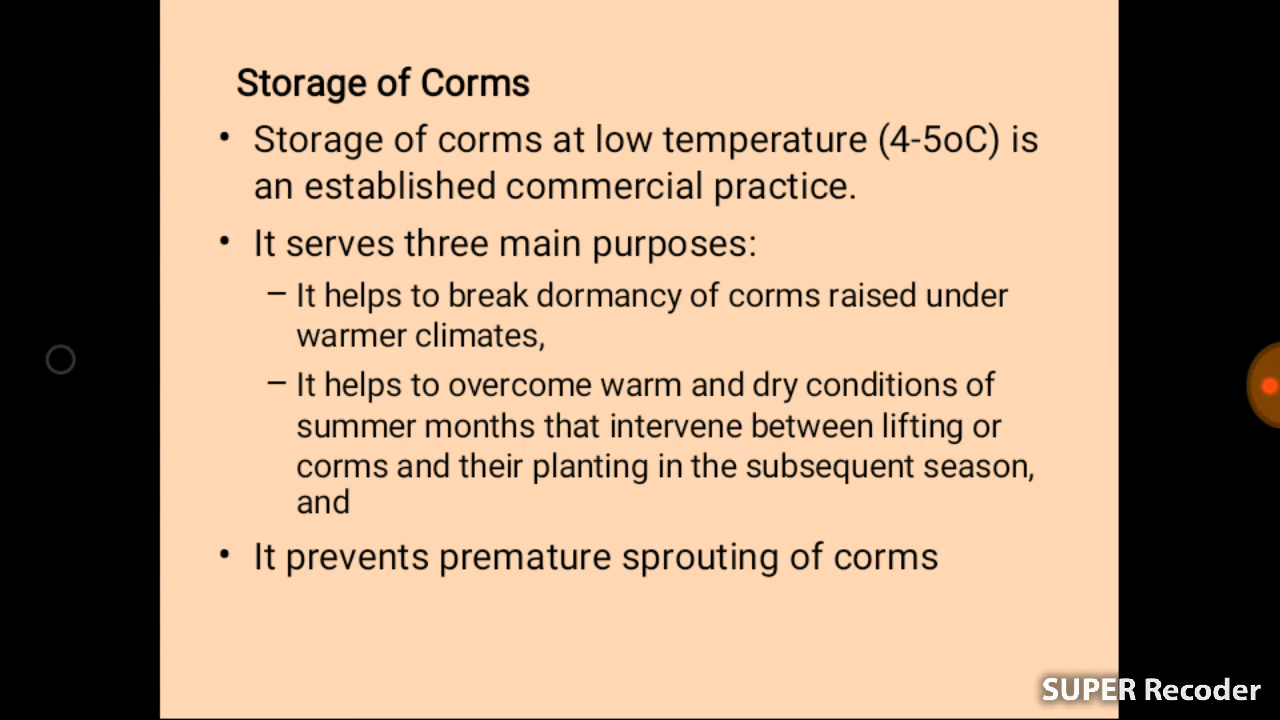 Storage of Corms
• Storage of corms at low temperature (4-5oC) is
an established commercial practice.
• It serves three main purposes:
– It helps to break dormancy of corms raised under
warmer climates,
– It helps to overcome warm and dry conditions of
summer months that intervene between lifting or
corms and their planting in the subsequent season,
and
• It prevents premature sprouting of corms
SUPER Recoder